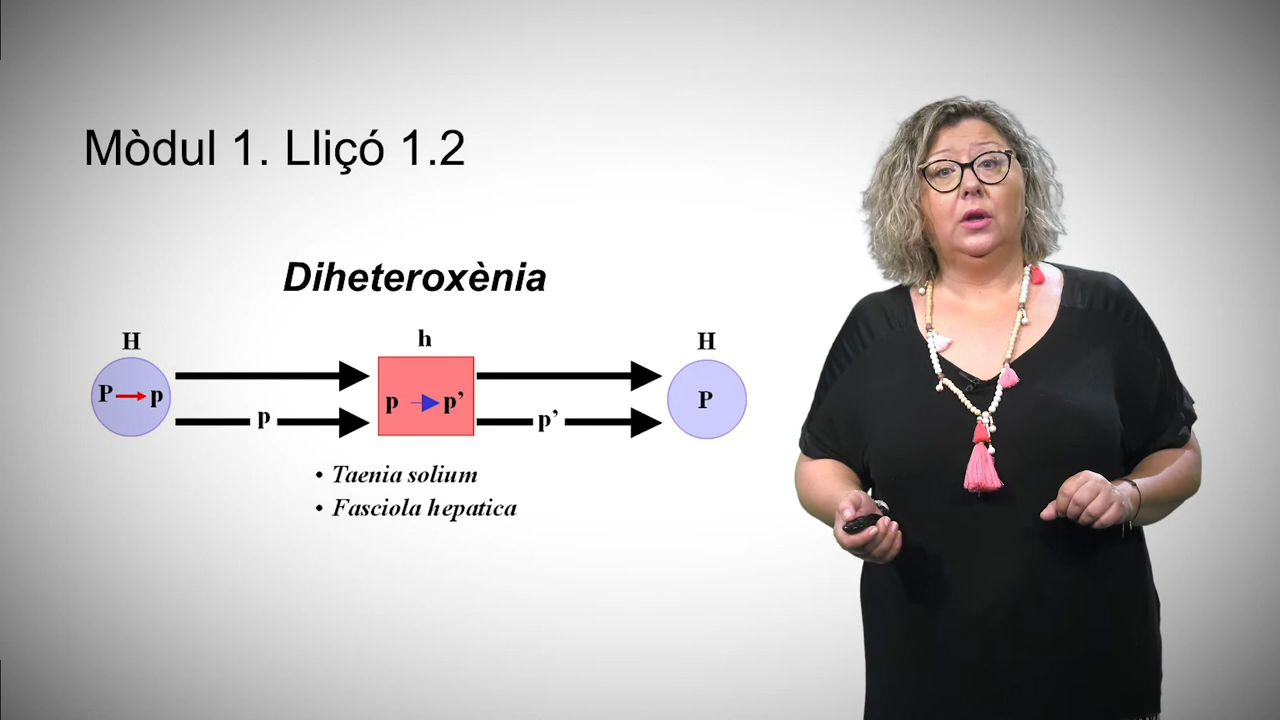 Mòdul 1. Lliçó 1.2
Diheteroxènia
H h H
P p p p p’ p’ P
• Taenia solium
• Fasciola hepatica